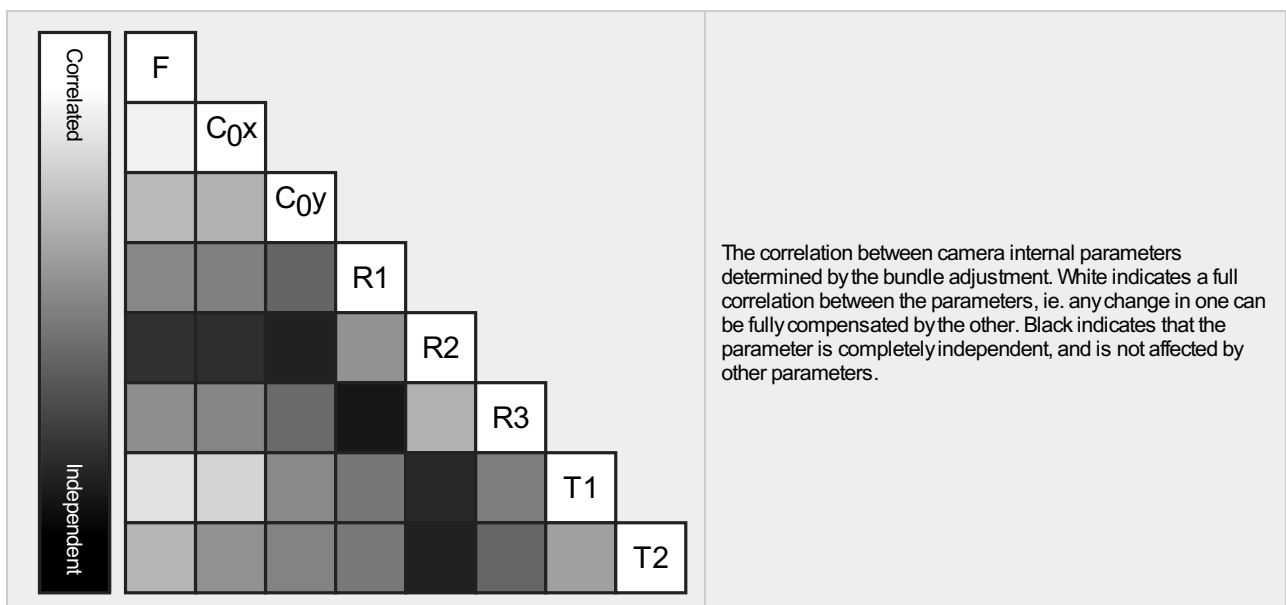 Correlated
Independent
F
C0x
C0y
R1
R2
R3
T1
T2
The correlation between camera internal parameters
determined by the bundle adjustment. White indicates a full
correlation between the parameters, ie. any change in one can
be fully compensated by the other. Black indicates that the
parameter is completely independent, and is not affected by
other parameters.